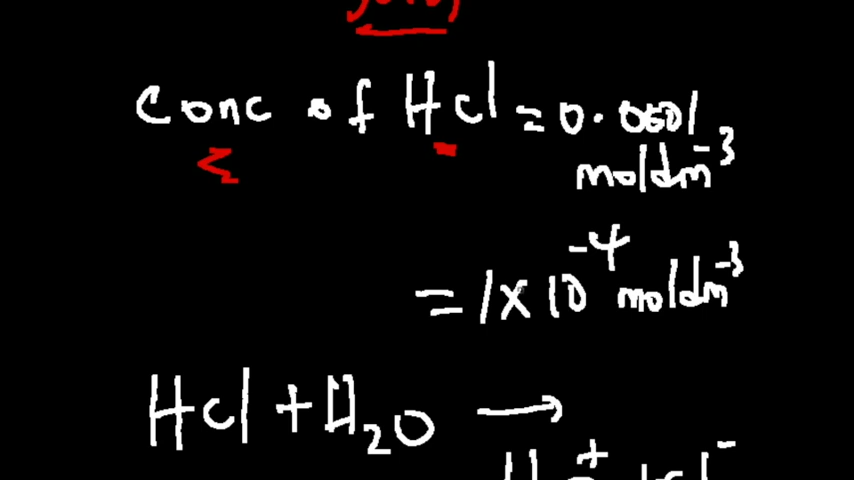 Conc of HCl = 0.0001
moldm⁻³
= 1 x 10⁻⁴ moldm⁻³
HCl + H₂O →